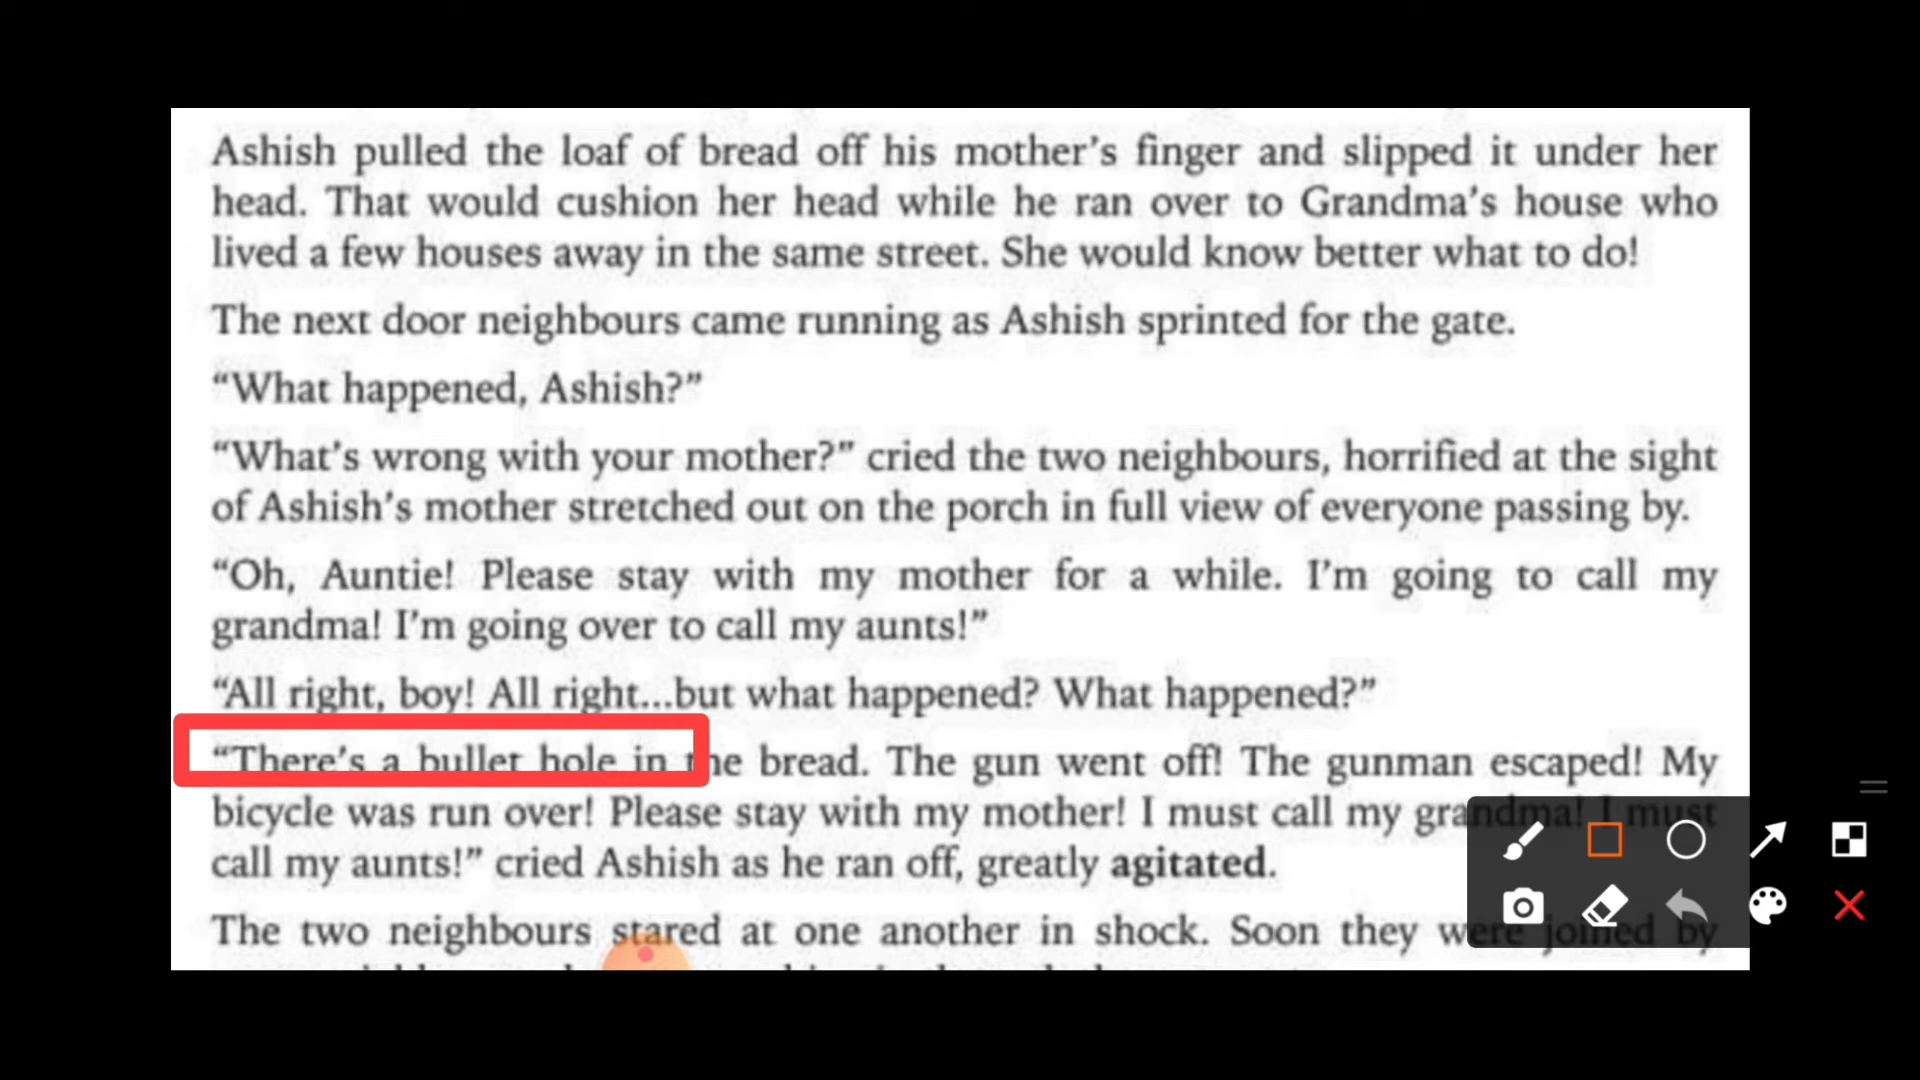 Ashish pulled the loaf of bread off his mother's finger and slipped it under her
head. That would cushion her head while he ran over to Grandma's house who
lived a few houses away in the same street. She would know better what to do!
The next door neighbours came running as Ashish sprinted for the gate.
“What happened, Ashish?”
“What's wrong with your mother?” cried the two neighbours, horrified at the sight
of Ashish's mother stretched out on the porch in full view of everyone passing by.
“Oh, Auntie! Please stay with my mother for a while. I'm going to call my
grandma! I'm going over to call my aunts!”
“All right, boy! All right...but what happened? What happened?”
“There's a bullet hole in the bread. The gun went off! The gunman escaped! My
bicycle was run over! Please stay with my mother! I must call my grandma! I must
call my aunts!” cried Ashish as he ran off, greatly agitated.
The two neighbours stared at one another in shock. Soon they were joined by